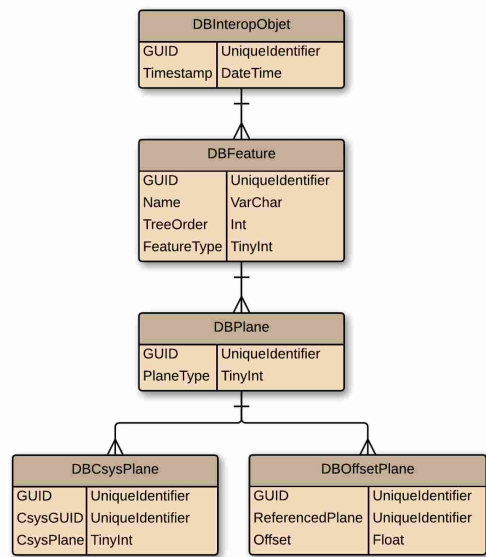 DBInteropObjet
GUID UniqueIdentifier
Timestamp DateTime
DBFeature
GUID UniqueIdentifier
Name VarChar
TreeOrder Int
FeatureType TinyInt
DBPlane
GUID UniqueIdentifier
PlaneType TinyInt
DBCsysPlane
GUID UniqueIdentifier
CsysGUID UniqueIdentifier
CsysPlane TinyInt
DBOffsetPlane
GUID UniqueIdentifier
ReferencedPlane UniqueIdentifier
Offset Float